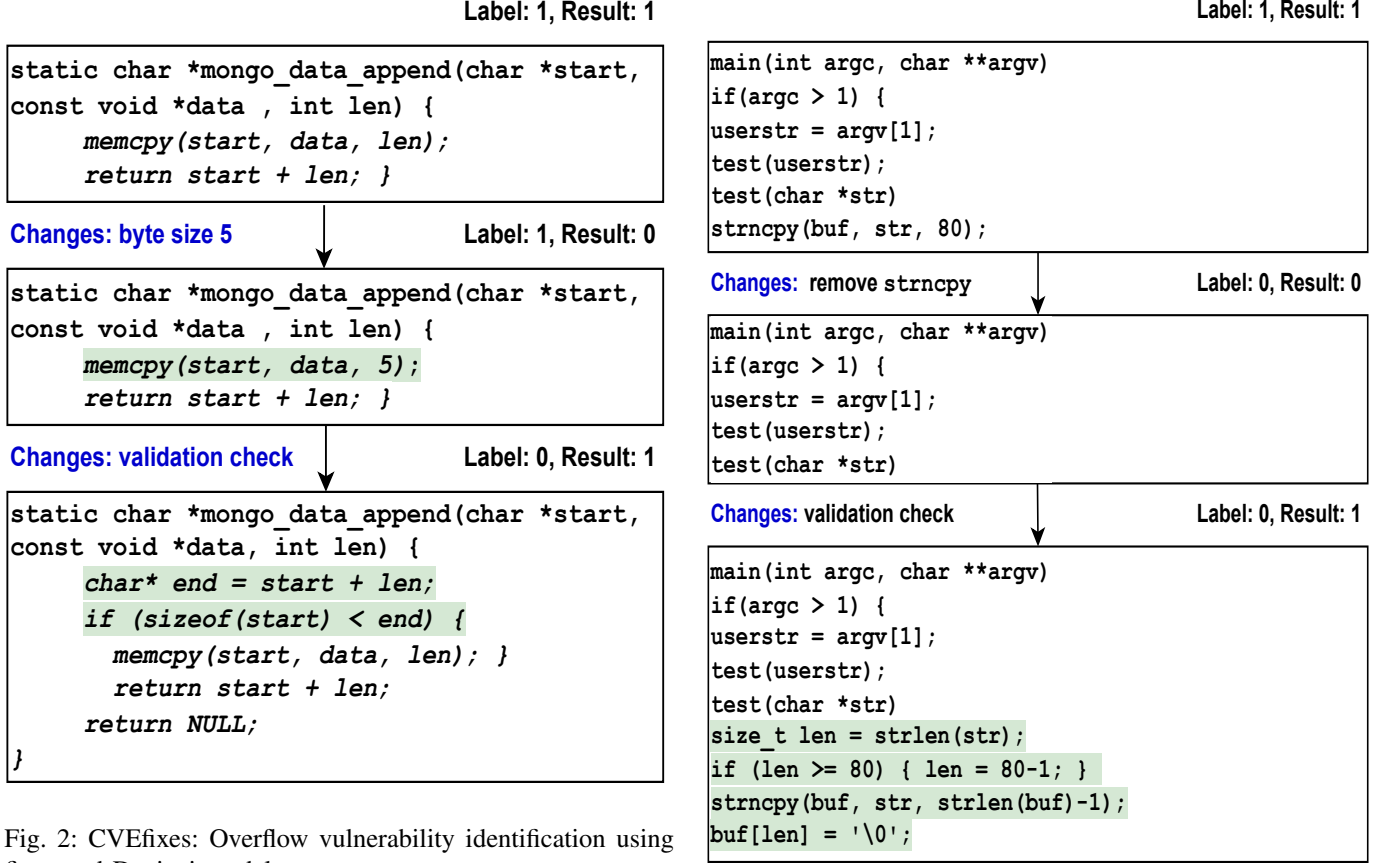 Label: 1, Result: 1
static char *mongo_data_append(char *start,
const void *data , int len) {
memcpy(start, data, len);
return start + len; }
Changes: byte size 5
Label: 1, Result: 0
static char *mongo_data_append(char *start,
const void *data , int len) {
memcpy(start, data, 5);
return start + len; }
Changes: validation check
Label: 0, Result: 1
static char *mongo_data_append(char *start,
const void *data, int len) {
char* end = start + len;
if (sizeof(start) < end) {
memcpy(start, data, len); }
return start + len;
return NULL;
}
Fig. 2: CVEfixes: Overflow vulnerability identification using
Label: 1, Result: 1
main(int argc, char **argv)
if(argc > 1) {
userstr = argv[1];
test(userstr);
test(char *str)
strncpy(buf, str, 80);
Changes: remove strncpy
Label: 0, Result: 0
main(int argc, char **argv)
if(argc > 1) {
userstr = argv[1];
test(userstr);
test(char *str)
Changes: validation check
Label: 0, Result: 1
main(int argc, char **argv)
if(argc > 1) {
userstr = argv[1];
test(userstr);
test(char *str)
size_t len = strlen(str);
if (len >= 80) { len = 80-1; }
strncpy(buf, str, strlen(buf)-1);
buf[len] = '\0';